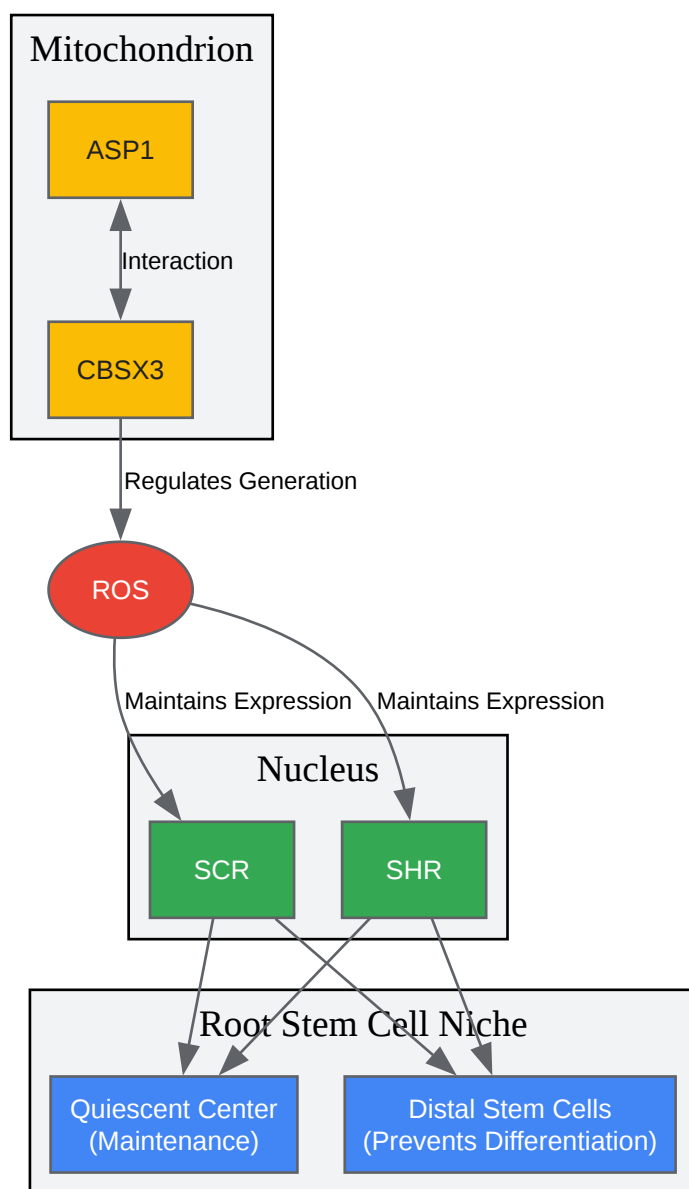 Mitochondrion
ASP1
Interaction
CBSX3
Regulates Generation
ROS
Maintains Expression
Maintains Expression
Nucleus
SCR
SHR
Root Stem Cell Niche
Quiescent Center
(Maintenance)
Distal Stem Cells
(Prevents Differentiation)